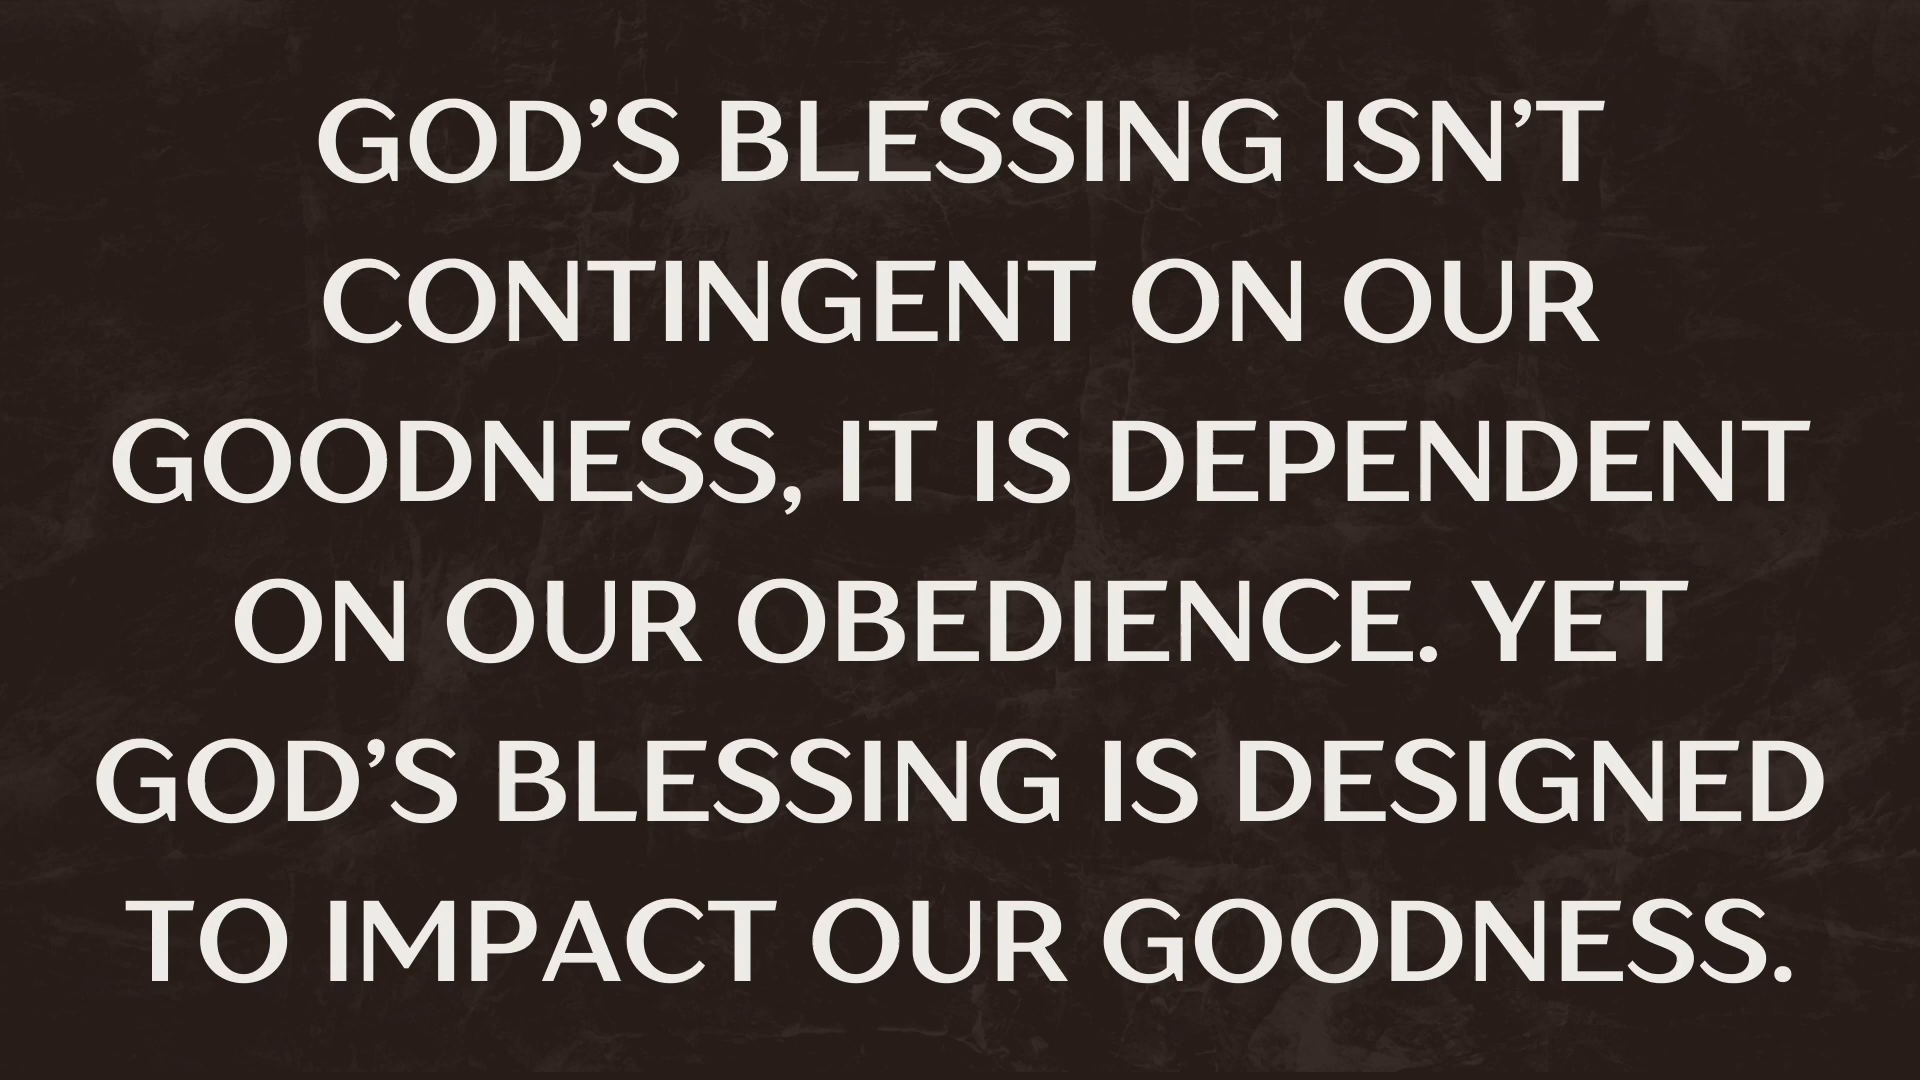 GOD’S BLESSING ISN’T
CONTINGENT ON OUR
GOODNESS, IT IS DEPENDENT
ON OUR OBEDIENCE. YET
GOD’S BLESSING IS DESIGNED
TO IMPACT OUR GOODNESS.